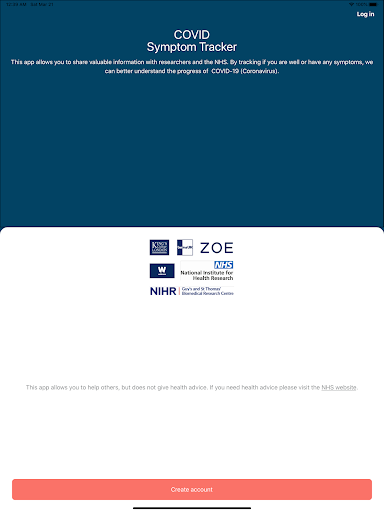 Log in
COVID
Symptom Tracker
This app allows you to share valuable information with researchers and the NHS. By tracking if you are well or have any symptoms, we
can better understand the progress of COVID-19 (Coronavirus).
KING'S
College
LONDON
ZOE
W
NHS
National Institute for
Health Research
NIHR | Guy's and St Thomas'
Biomedical Research Centre
This app allows you to help others, but does not give health advice. If you need health advice please visit the NHS website.
Create account